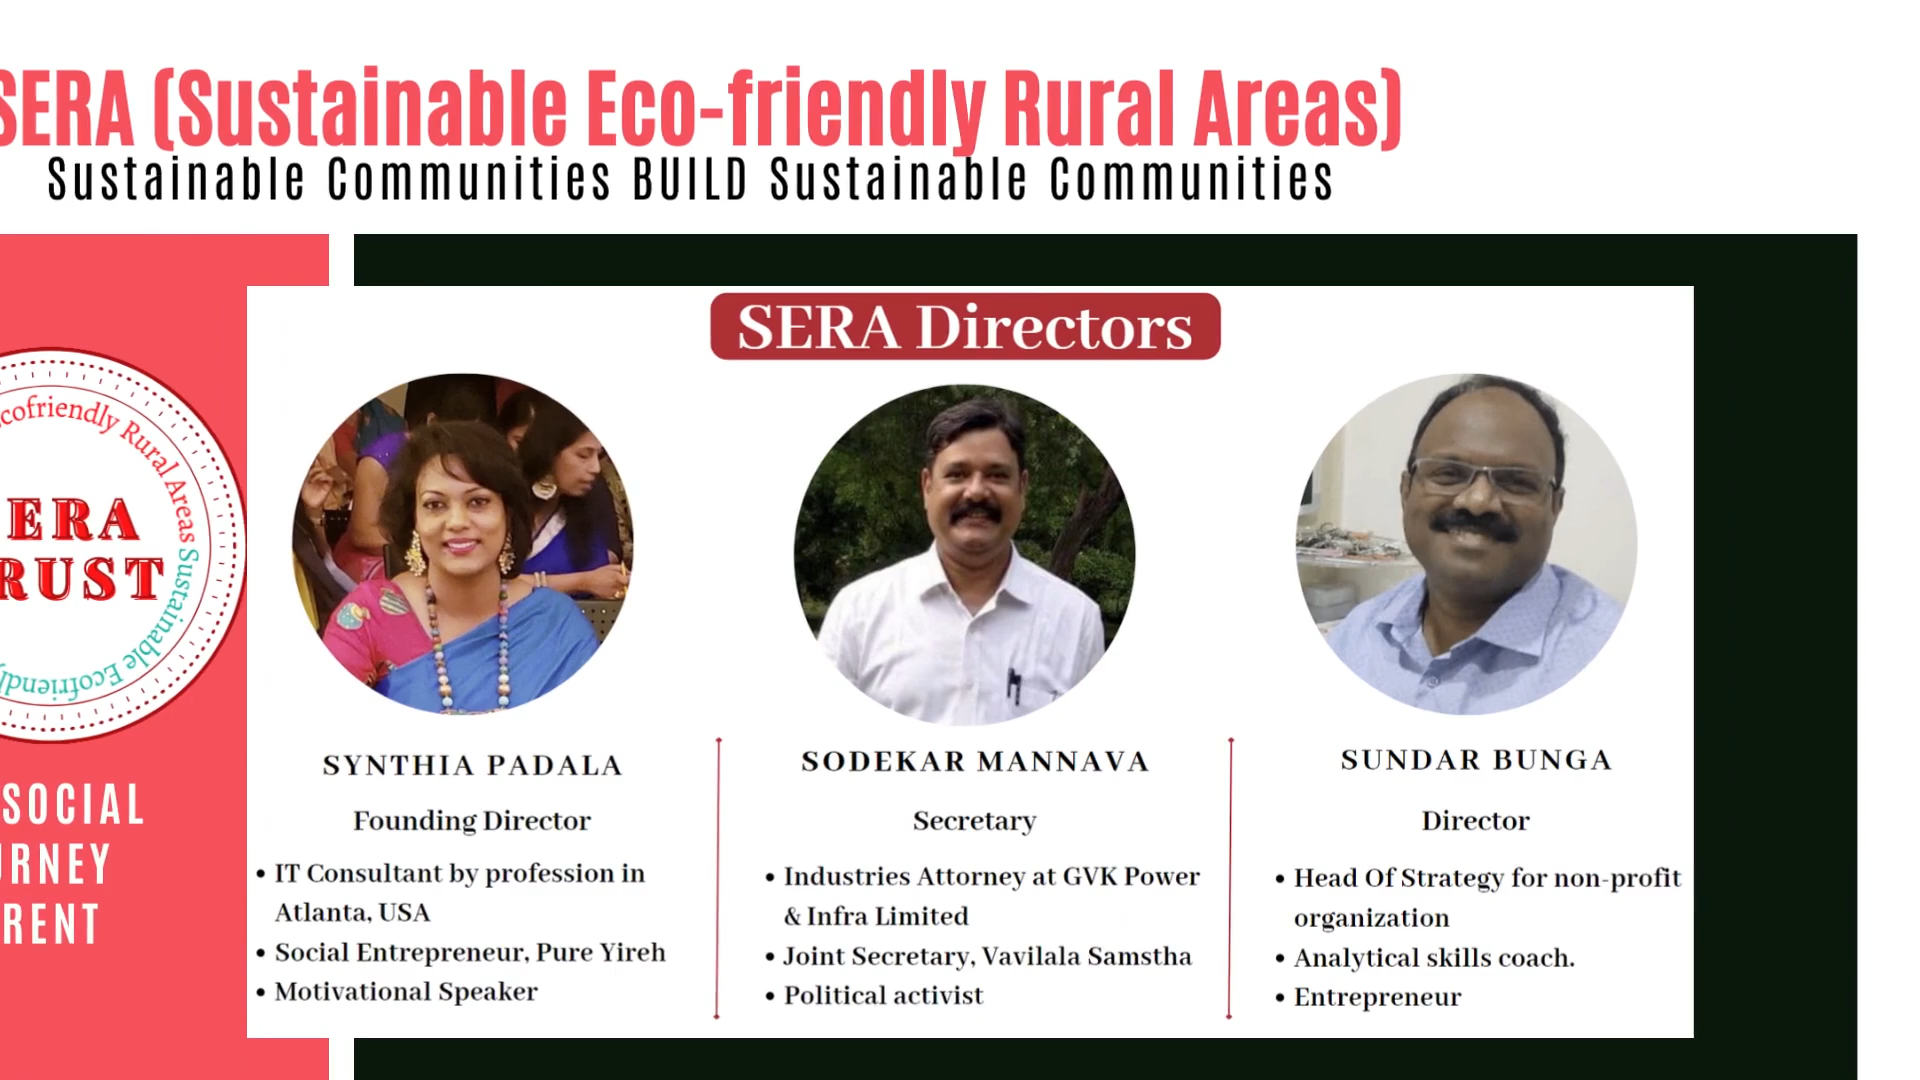 SERA (Sustainable Eco-friendly Rural Areas)
Sustainable Communities BUILD Sustainable Communities
cofriendly Rural Areas Sustainable Ecofriendl
ERA
RUST
SOCIAL
URNEY
RENT
SERA Directors
SYNTHIA PADALA
Founding Director
• IT Consultant by profession in
Atlanta, USA
• Social Entrepreneur, Pure Yireh
• Motivational Speaker
SODEKAR MANNAVA
Secretary
• Industries Attorney at GVK Power
& Infra Limited
• Joint Secretary, Vavilala Samstha
• Political activist
SUNDAR BUNGA
Director
• Head Of Strategy for non-profit
organization
• Analytical skills coach.
• Entrepreneur